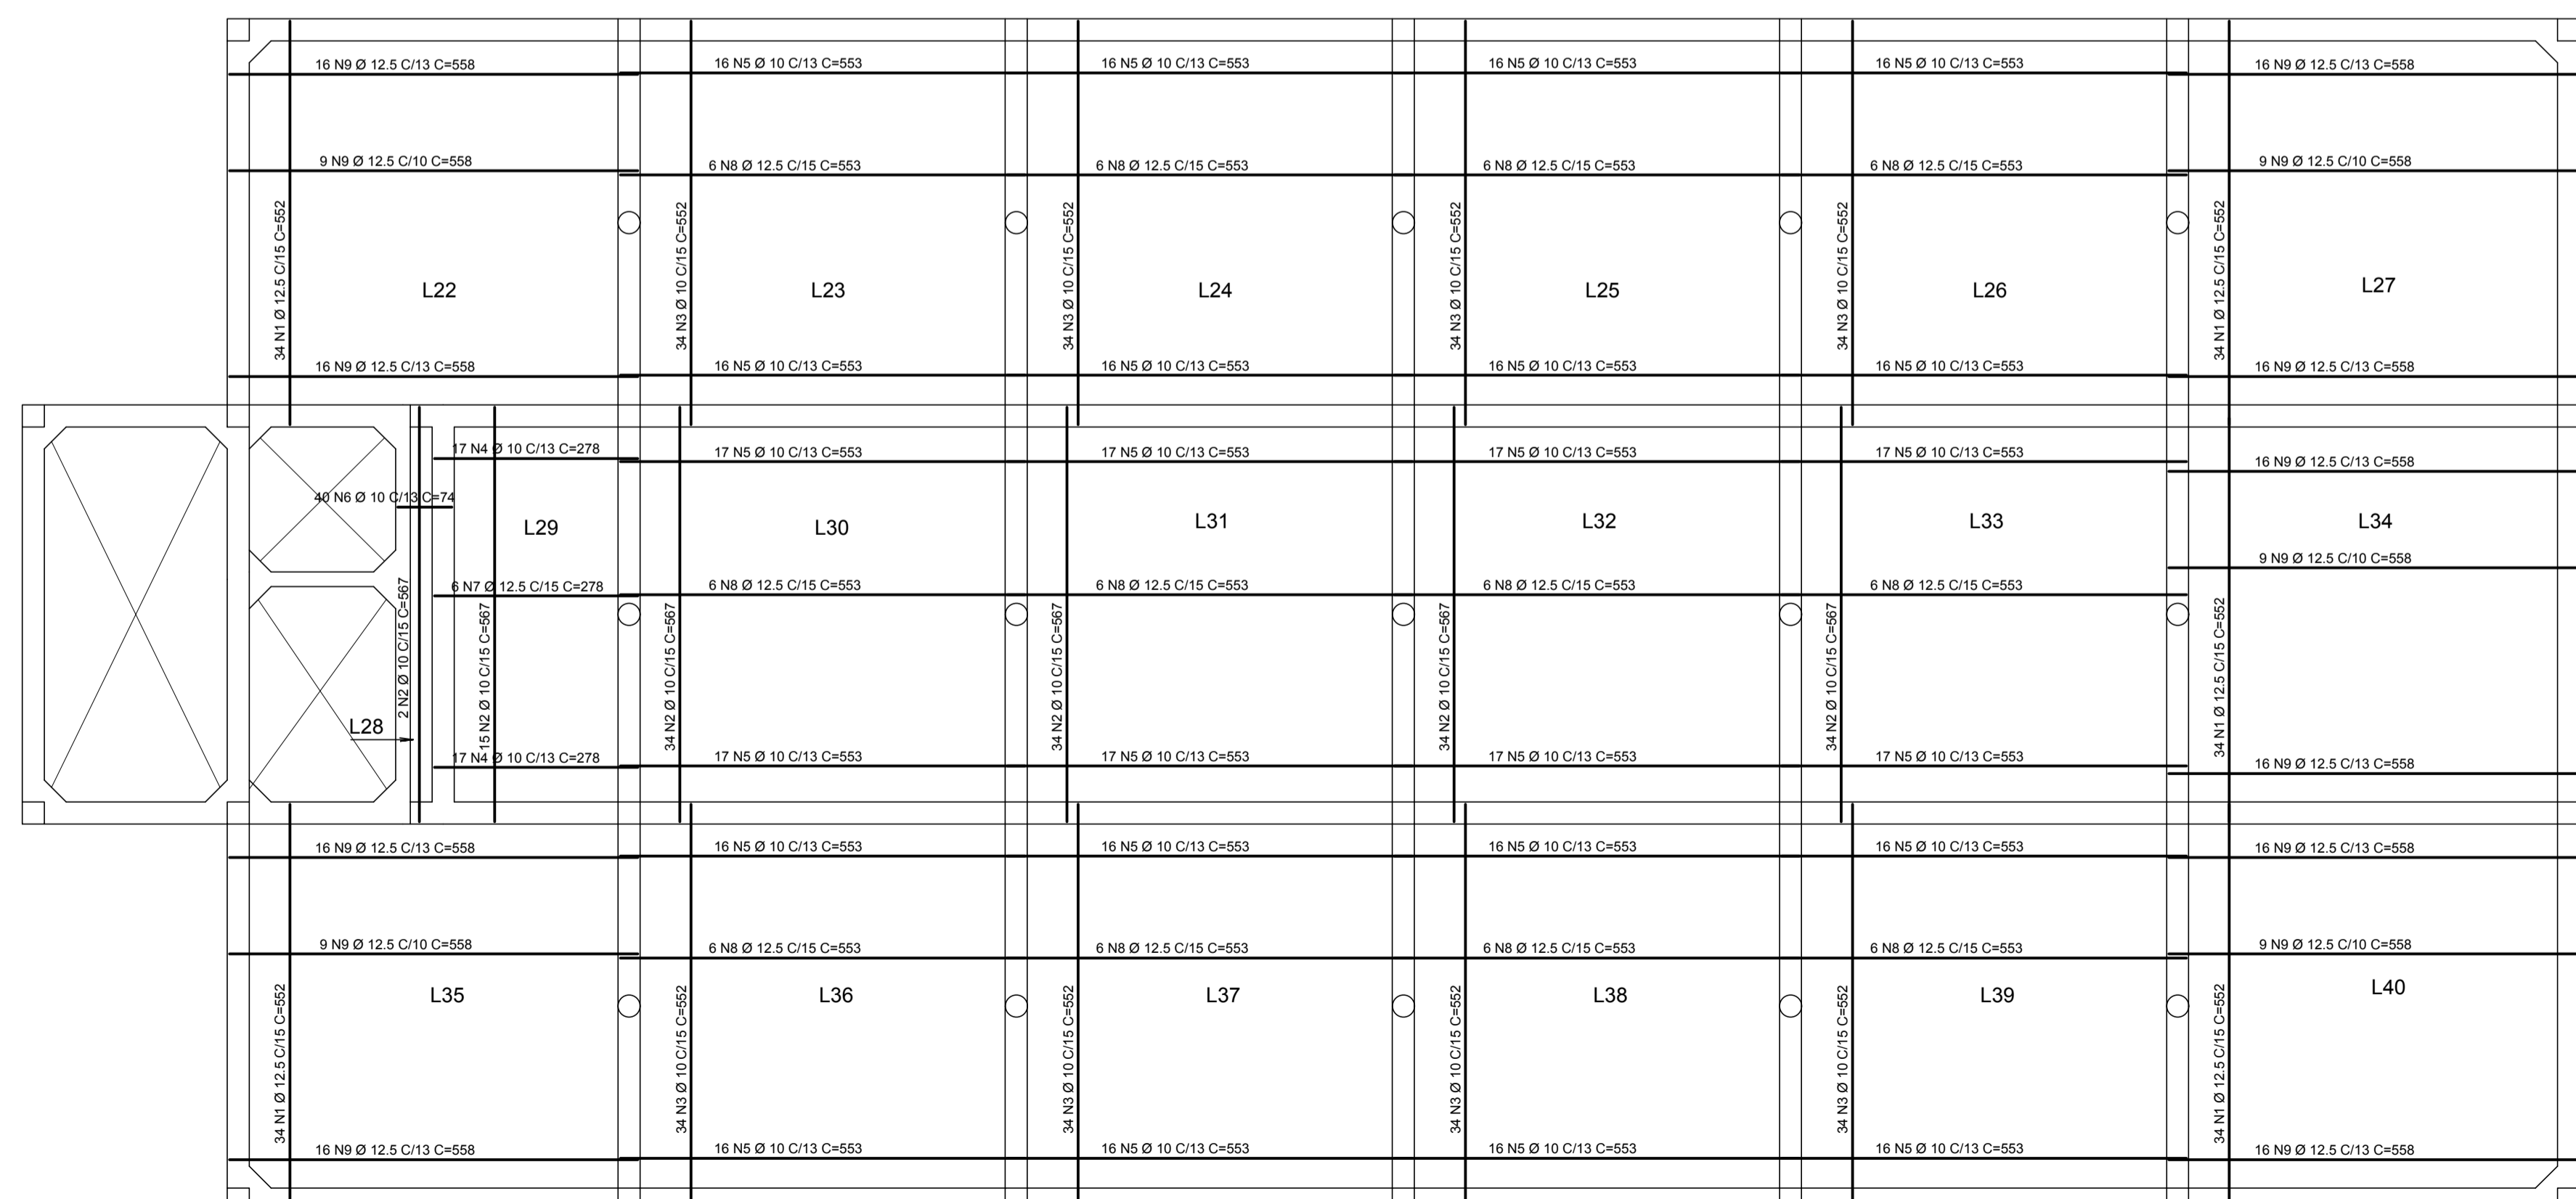 16 N9 Ø 12.5 C/13 C=558
16 N5 Ø 10 C/13 C=553
16 N5 Ø 10 C/13 C=553
16 N5 Ø 10 C/13 C=553
16 N5 Ø 10 C/13 C=553
16 N9 Ø 12.5 C/13 C=558
9 N9 Ø 12.5 C/10 C=558
6 N8 Ø 12.5 C/15 C=553
6 N8 Ø 12.5 C/15 C=553
6 N8 Ø 12.5 C/15 C=553
6 N8 Ø 12.5 C/15 C=553
9 N9 Ø 12.5 C/10 C=558
34 N1 Ø 12.5 C/15 C=552
34 N3 Ø 10 C/15 C=552
34 N3 Ø 10 C/15 C=552
34 N3 Ø 10 C/15 C=552
34 N3 Ø 10 C/15 C=552
34 N1 Ø 12.5 C/15 C=552
L22
L23
L24
L25
L26
L27
16 N9 Ø 12.5 C/13 C=558
16 N5 Ø 10 C/13 C=553
16 N5 Ø 10 C/13 C=553
16 N5 Ø 10 C/13 C=553
16 N5 Ø 10 C/13 C=553
16 N9 Ø 12.5 C/13 C=558
17 N4 Ø 10 C/13 C=278
17 N5 Ø 10 C/13 C=553
17 N5 Ø 10 C/13 C=553
17 N5 Ø 10 C/13 C=553
17 N5 Ø 10 C/13 C=553
16 N9 Ø 12.5 C/13 C=558
40 N6 Ø 10 C/13 C=74
L29
L30
L31
L32
L33
L34
9 N9 Ø 12.5 C/10 C=558
6 N7 Ø 12.5 C/15 C=278
6 N8 Ø 12.5 C/15 C=553
6 N8 Ø 12.5 C/15 C=553
6 N8 Ø 12.5 C/15 C=553
6 N8 Ø 12.5 C/15 C=553
2 N2 Ø 10 C/15 C=567
15 N2 Ø 10 C/15 C=567
34 N2 Ø 10 C/15 C=567
34 N2 Ø 10 C/15 C=567
34 N2 Ø 10 C/15 C=567
34 N2 Ø 10 C/15 C=567
34 N1 Ø 12.5 C/15 C=552
L28
17 N4 Ø 10 C/13 C=278
17 N5 Ø 10 C/13 C=553
17 N5 Ø 10 C/13 C=553
17 N5 Ø 10 C/13 C=553
17 N5 Ø 10 C/13 C=553
16 N9 Ø 12.5 C/13 C=558
16 N9 Ø 12.5 C/13 C=558
16 N5 Ø 10 C/13 C=553
16 N5 Ø 10 C/13 C=553
16 N5 Ø 10 C/13 C=553
16 N5 Ø 10 C/13 C=553
16 N9 Ø 12.5 C/13 C=558
9 N9 Ø 12.5 C/10 C=558
6 N8 Ø 12.5 C/15 C=553
6 N8 Ø 12.5 C/15 C=553
6 N8 Ø 12.5 C/15 C=553
6 N8 Ø 12.5 C/15 C=553
9 N9 Ø 12.5 C/10 C=558
L35
L36
L37
L38
L39
L40
34 N1 Ø 12.5 C/15 C=552
34 N3 Ø 10 C/15 C=552
34 N3 Ø 10 C/15 C=552
34 N3 Ø 10 C/15 C=552
34 N3 Ø 10 C/15 C=552
34 N1 Ø 12.5 C/15 C=552
16 N9 Ø 12.5 C/13 C=558
16 N5 Ø 10 C/13 C=553
16 N5 Ø 10 C/13 C=553
16 N5 Ø 10 C/13 C=553
16 N5 Ø 10 C/13 C=553
16 N9 Ø 12.5 C/13 C=558